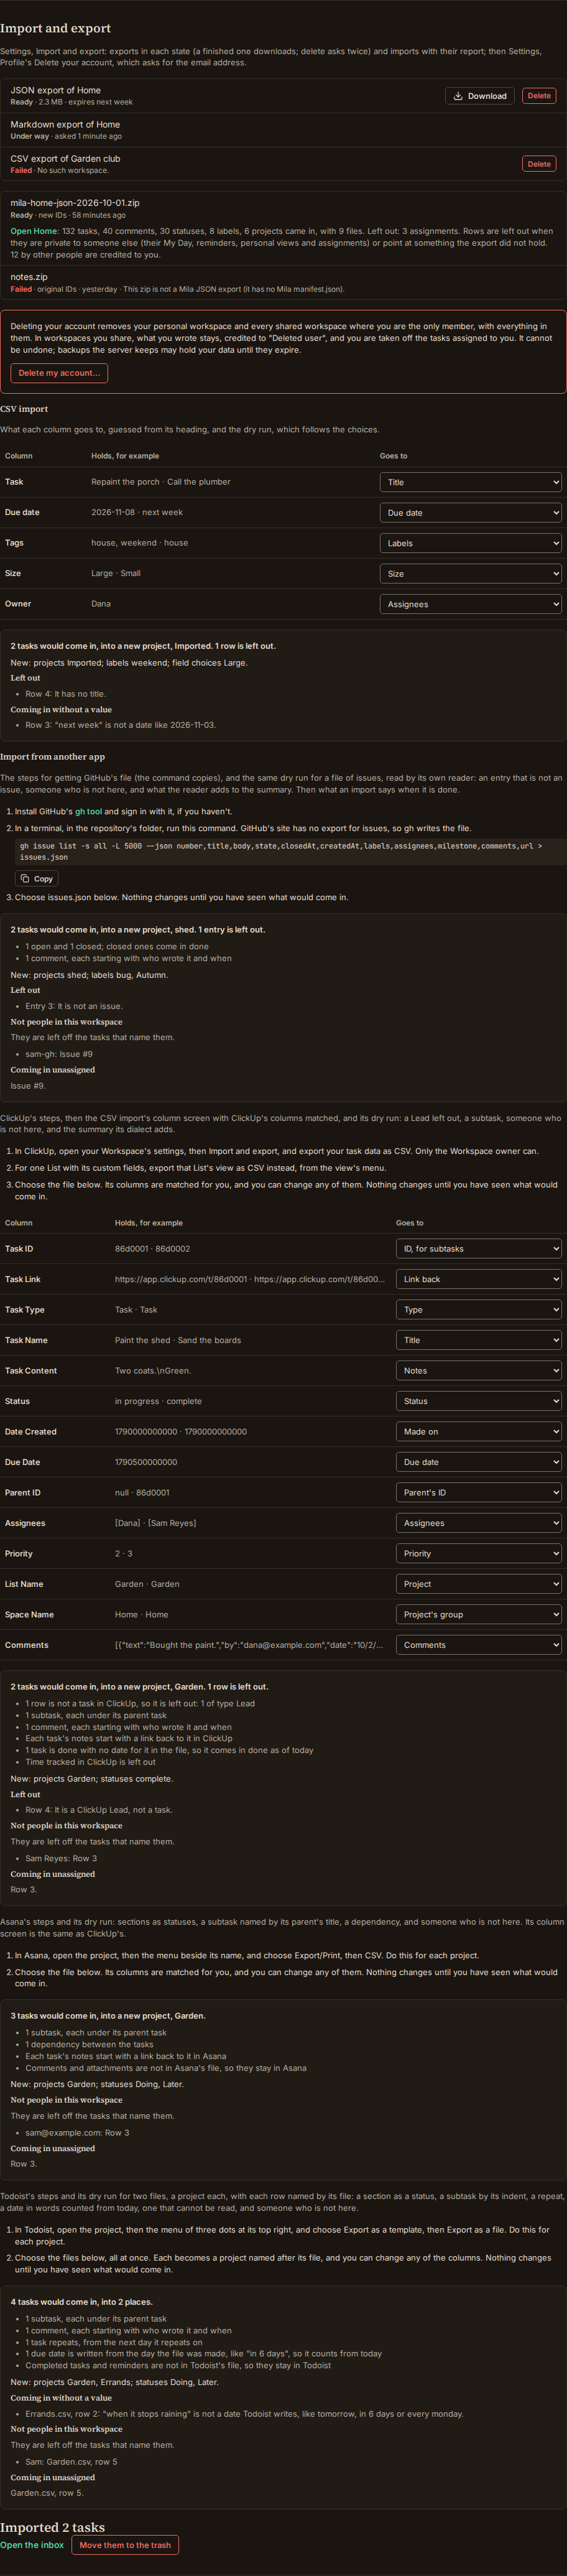 Import and export
Settings, Import and export: exports in each state (a finished one downloads; delete asks twice) and imports with their report; then Settings,
Profile's Delete your account, which asks for the email address.
JSON export of Home
Ready · 2.3 MB · expires next week
Download
Delete
Markdown export of Home
Under way · asked 1 minute ago
CSV export of Garden club
Failed · No such workspace.
Delete
mila-home-json-2026-10-01.zip
Ready · new IDs · 58 minutes ago
Open Home: 132 tasks, 40 comments, 30 statuses, 8 labels, 6 projects came in, with 9 files. Left out: 3 assignments. Rows are left out when
they are private to someone else (their My Day, reminders, personal views and assignments) or point at something the export did not hold.
12 by other people are credited to you.
notes.zip
Failed · original IDs · yesterday · This zip is not a Mila JSON export (it has no Mila manifest.json).
Deleting your account removes your personal workspace and every shared workspace where you are the only member, with everything in
them. In workspaces you share, what you wrote stays, credited to "Deleted user", and you are taken off the tasks assigned to you. It cannot
be undone; backups the server keeps may hold your data until they expire.
Delete my account...
CSV import
What each column goes to, guessed from its heading, and the dry run, which follows the choices.
Column Holds, for example Goes to
Task Repaint the porch · Call the plumber Title
Due date 2026-11-08 · next week Due date
Tags house, weekend · house Labels
Size Large · Small Size
Owner Dana Assignees
2 tasks would come in, into a new project, Imported. 1 row is left out.
New: projects Imported; labels weekend; field choices Large.
Left out
• Row 4: It has no title.
Coming in without a value
• Row 3: "next week" is not a date like 2026-11-03.
Import from another app
The steps for getting GitHub's file (the command copies), and the same dry run for a file of issues, read by its own reader: an entry that is not an
issue, someone who is not here, and what the reader adds to the summary. Then what an import says when it is done.
1. Install GitHub's gh tool and sign in with it, if you haven't.
2. In a terminal, in the repository's folder, run this command. GitHub's site has no export for issues, so gh writes the file.
gh issue list -s all -L 5000 --json number,title,body,state,closedAt,createdAt,labels,assignees,milestone,comments,url >
issues.json
Copy
3. Choose issues.json below. Nothing changes until you have seen what would come in.
2 tasks would come in, into a new project, shed. 1 entry is left out.
• 1 open and 1 closed; closed ones come in done
• 1 comment, each starting with who wrote it and when
New: projects shed; labels bug, Autumn.
Left out
• Entry 3: It is not an issue.
Not people in this workspace
They are left off the tasks that name them.
• sam-gh: Issue #9
Coming in unassigned
Issue #9.
ClickUp's steps, then the CSV import's column screen with ClickUp's columns matched, and its dry run: a Lead left out, a subtask, someone who
is not here, and the summary its dialect adds.
1. In ClickUp, open your Workspace's settings, then Import and export, and export your task data as CSV. Only the Workspace owner can.
2. For one List with its custom fields, export that List's view as CSV instead, from the view's menu.
3. Choose the file below. Its columns are matched for you, and you can change any of them. Nothing changes until you have seen what would
come in.
Column Holds, for example Goes to
Task ID 86d0001 · 86d0002 ID, for subtasks
Task Link https://app.clickup.com/t/86d0001 · https://app.clickup.com/t/86d00... Link back
Task Type Task · Task Type
Task Name Paint the shed · Sand the boards Title
Task Content Two coats.\nGreen. Notes
Status in progress · complete Status
Date Created 1790000000000 · 1790000000000 Made on
Due Date 1790500000000 Due date
Parent ID null · 86d0001 Parent's ID
Assignees [Dana] · [Sam Reyes] Assignees
Priority 2 · 3 Priority
List Name Garden · Garden Project
Space Name Home · Home Project's group
Comments [{"text":"Bought the paint.","by":"dana@example.com","date":"10/2/... Comments
2 tasks would come in, into a new project, Garden. 1 row is left out.
• 1 row is not a task in ClickUp, so it is left out: 1 of type Lead
• 1 subtask, each under its parent task
• 1 comment, each starting with who wrote it and when
• Each task's notes start with a link back to it in ClickUp
• 1 task is done with no date for it in the file, so it comes in done as of today
• Time tracked in ClickUp is left out
New: projects Garden; statuses complete.
Left out
• Row 4: It is a ClickUp Lead, not a task.
Not people in this workspace
They are left off the tasks that name them.
• Sam Reyes: Row 3
Coming in unassigned
Row 3.
Asana's steps and its dry run: sections as statuses, a subtask named by its parent's title, a dependency, and someone who is not here. Its column
screen is the same as ClickUp's.
1. In Asana, open the project, then the menu beside its name, and choose Export/Print, then CSV. Do this for each project.
2. Choose the file below. Its columns are matched for you, and you can change any of them. Nothing changes until you have seen what would
come in.
3 tasks would come in, into a new project, Garden.
• 1 subtask, each under its parent task
• 1 dependency between the tasks
• Each task's notes start with a link back to it in Asana
• Comments and attachments are not in Asana's file, so they stay in Asana
New: projects Garden; statuses Doing, Later.
Not people in this workspace
They are left off the tasks that name them.
• sam@example.com: Row 3
Coming in unassigned
Row 3.
Todoist's steps and its dry run for two files, a project each, with each row named by its file: a section as a status, a subtask by its indent, a repeat,
a date in words counted from today, one that cannot be read, and someone who is not here.
1. In Todoist, open the project, then the menu of three dots at its top right, and choose Export as a template, then Export as a file. Do this for
each project.
2. Choose the files below, all at once. Each becomes a project named after its file, and you can change any of the columns. Nothing changes
until you have seen what would come in.
4 tasks would come in, into 2 places.
• 1 subtask, each under its parent task
• 1 comment, each starting with who wrote it and when
• 1 task repeats, from the next day it repeats on
• 1 due date is written from the day the file was made, like "in 6 days", so it counts from today
• Completed tasks and reminders are not in Todoist's file, so they stay in Todoist
New: projects Garden, Errands; statuses Doing, Later.
Coming in without a value
• Errands.csv, row 2: "when it stops raining" is not a date Todoist writes, like tomorrow, in 6 days or every monday.
Not people in this workspace
They are left off the tasks that name them.
• Sam: Garden.csv, row 5
Coming in unassigned
Garden.csv, row 5.
Imported 2 tasks
Open the inbox
Move them to the trash